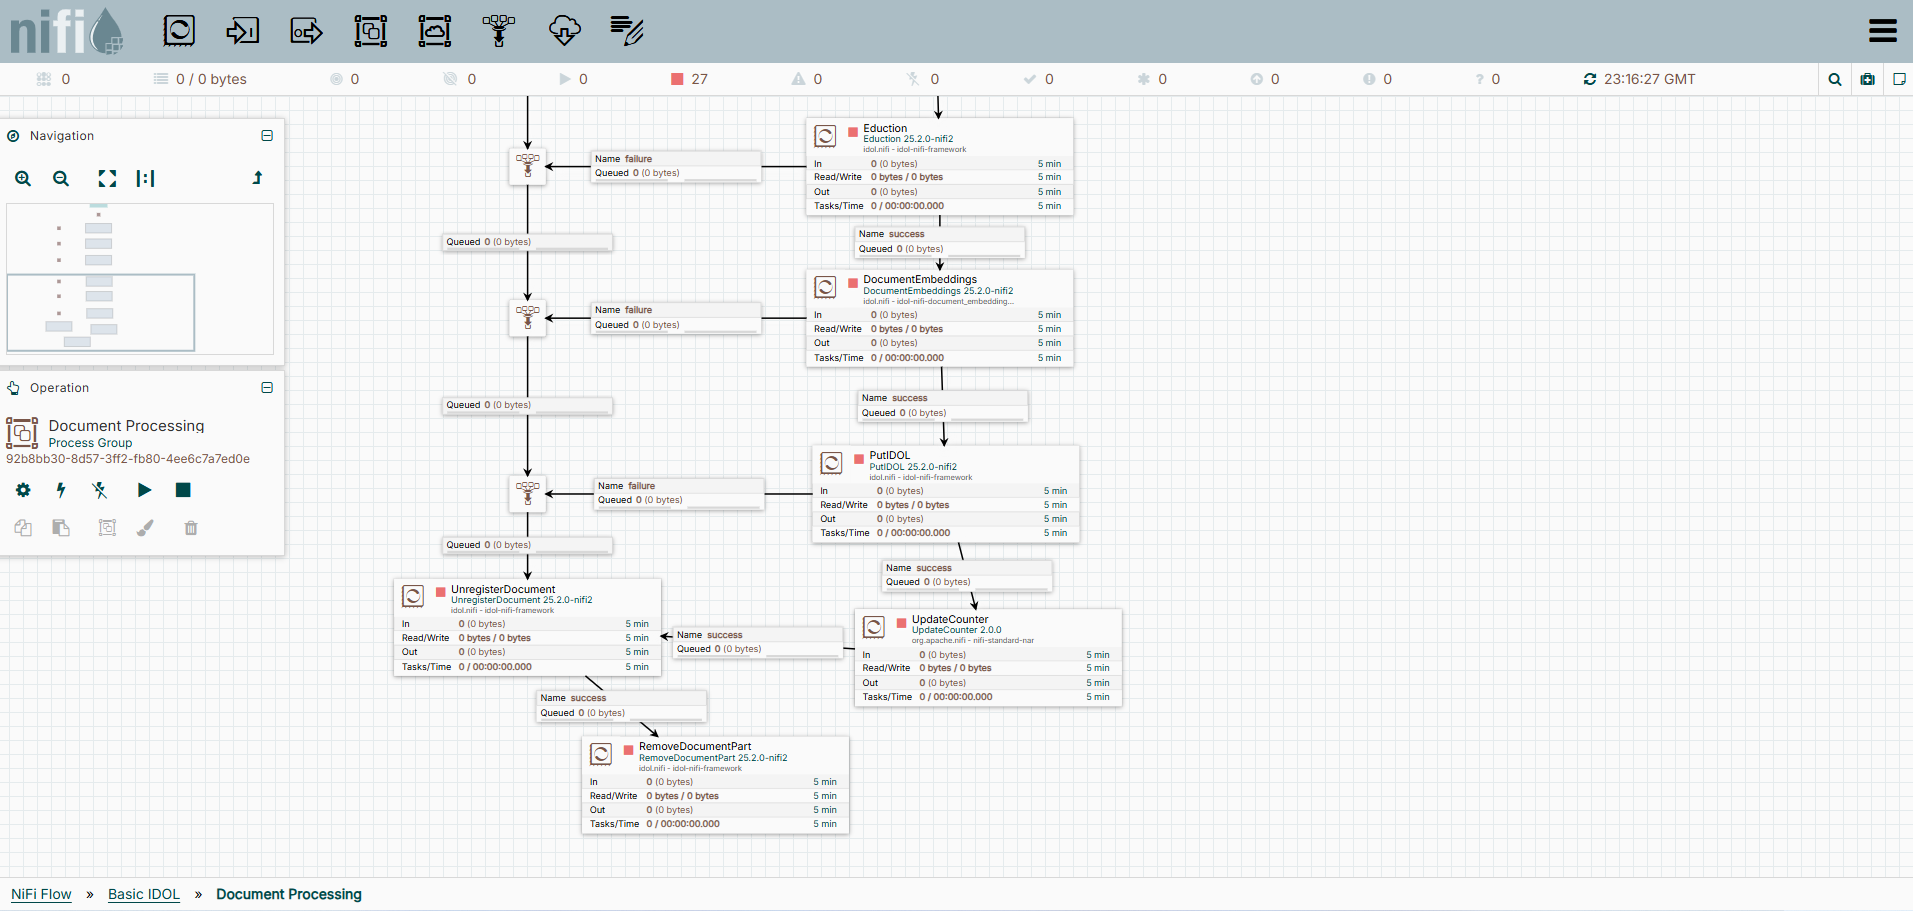 nifi
0
0 / 0 bytes
0
0
0
27
0
0
0
0
0
0
? 0
23:16:27 GMT
Navigation
Operation
Document Processing
Process Group
92b8bb30-8d57-3ff2-fb80-4ee6c7a7ed0e
Eduction
Eduction 25.2.0-nifi2
idol.nifi - idol-nifi-framework
In 0 (0 bytes) 5 min
Read/Write 0 bytes / 0 bytes 5 min
Out 0 (0 bytes) 5 min
Tasks/Time 0 / 00:00:00.000 5 min
Name failure
Queued 0 (0 bytes)
Name success
Queued 0 (0 bytes)
Queued 0 (0 bytes)
DocumentEmbeddings
DocumentEmbeddings 25.2.0-nifi2
idol.nifi - idol-nifi-document_embedding...
In 0 (0 bytes) 5 min
Read/Write 0 bytes / 0 bytes 5 min
Out 0 (0 bytes) 5 min
Tasks/Time 0 / 00:00:00.000 5 min
Name failure
Queued 0 (0 bytes)
Name success
Queued 0 (0 bytes)
Queued 0 (0 bytes)
PutIDOL
PutIDOL 25.2.0-nifi2
idol.nifi - idol-nifi-framework
In 0 (0 bytes) 5 min
Read/Write 0 bytes / 0 bytes 5 min
Out 0 (0 bytes) 5 min
Tasks/Time 0 / 00:00:00.000 5 min
Name failure
Queued 0 (0 bytes)
Queued 0 (0 bytes)
Name success
Queued 0 (0 bytes)
UnregisterDocument
UnregisterDocument 25.2.0-nifi2
idol.nifi - idol-nifi-framework
In 0 (0 bytes) 5 min
Read/Write 0 bytes / 0 bytes 5 min
Out 0 (0 bytes) 5 min
Tasks/Time 0 / 00:00:00.000 5 min
Name success
Queued 0 (0 bytes)
UpdateCounter
UpdateCounter 2.0.0
org.apache.nifi - nifi-standard-nar
In 0 (0 bytes) 5 min
Read/Write 0 bytes / 0 bytes 5 min
Out 0 (0 bytes) 5 min
Tasks/Time 0 / 00:00:00.000 5 min
Name success
Queued 0 (0 bytes)
RemoveDocumentPart
RemoveDocumentPart 25.2.0-nifi2
idol.nifi - idol-nifi-framework
In 0 (0 bytes) 5 min
Read/Write 0 bytes / 0 bytes 5 min
Out 0 (0 bytes) 5 min
Tasks/Time 0 / 00:00:00.000 5 min
NiFi Flow » Basic IDOL » Document Processing